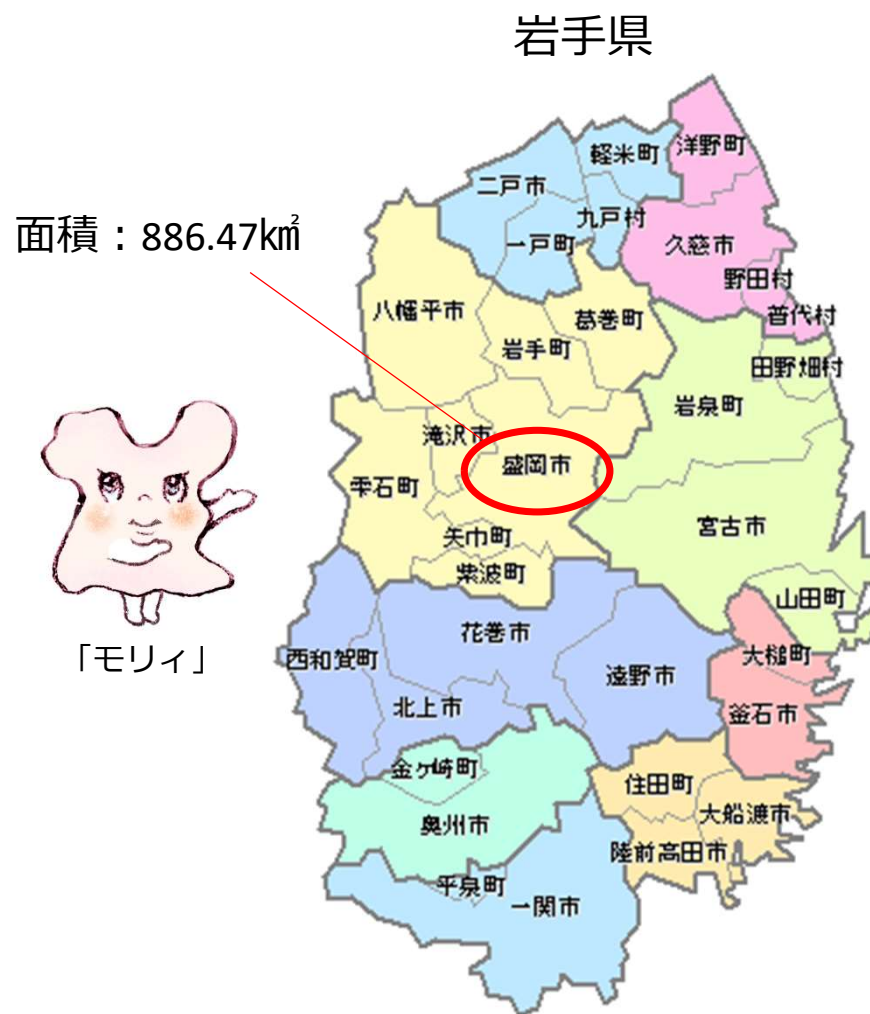 岩手県
面積：886.47㎢
「モリィ」
洋野町
軽米町
二戸市
九戸村
一戸町
久慈市
野田村
普代村
八幡平市
葛巻町
岩手町
田野畑村
岩泉町
滝沢市
盛岡市
雫石町
宮古市
矢巾町
紫波町
山田町
花巻市
大槌町
西和賀町
遠野市
北上市
釜石市
金ヶ崎町
住田町
大船渡市
奥州市
陸前高田市
平泉町
一関市